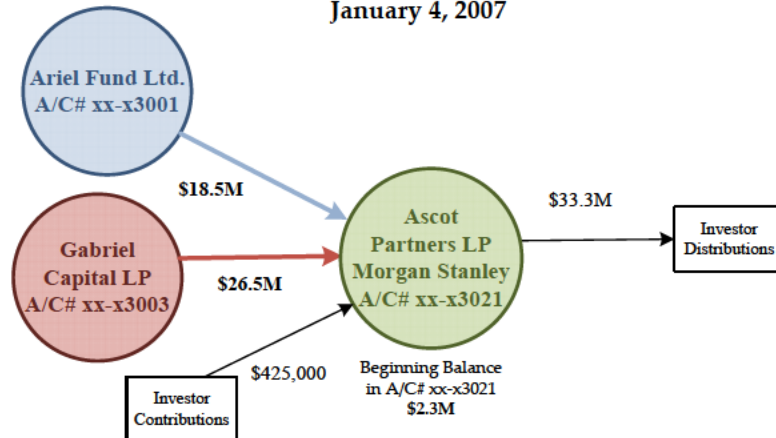 January 4, 2007
Ariel Fund Ltd.
A/C# xx-x3001
$18.5M
Gabriel
Capital LP
A/C# xx-x3003
$26.5M
Ascot
Partners LP
Morgan Stanley
A/C# xx-x3021
$33.3M
Investor
Distributions
Investor
Contributions
$425,000
Beginning Balance
in A/C# xx-x3021
$2.3M